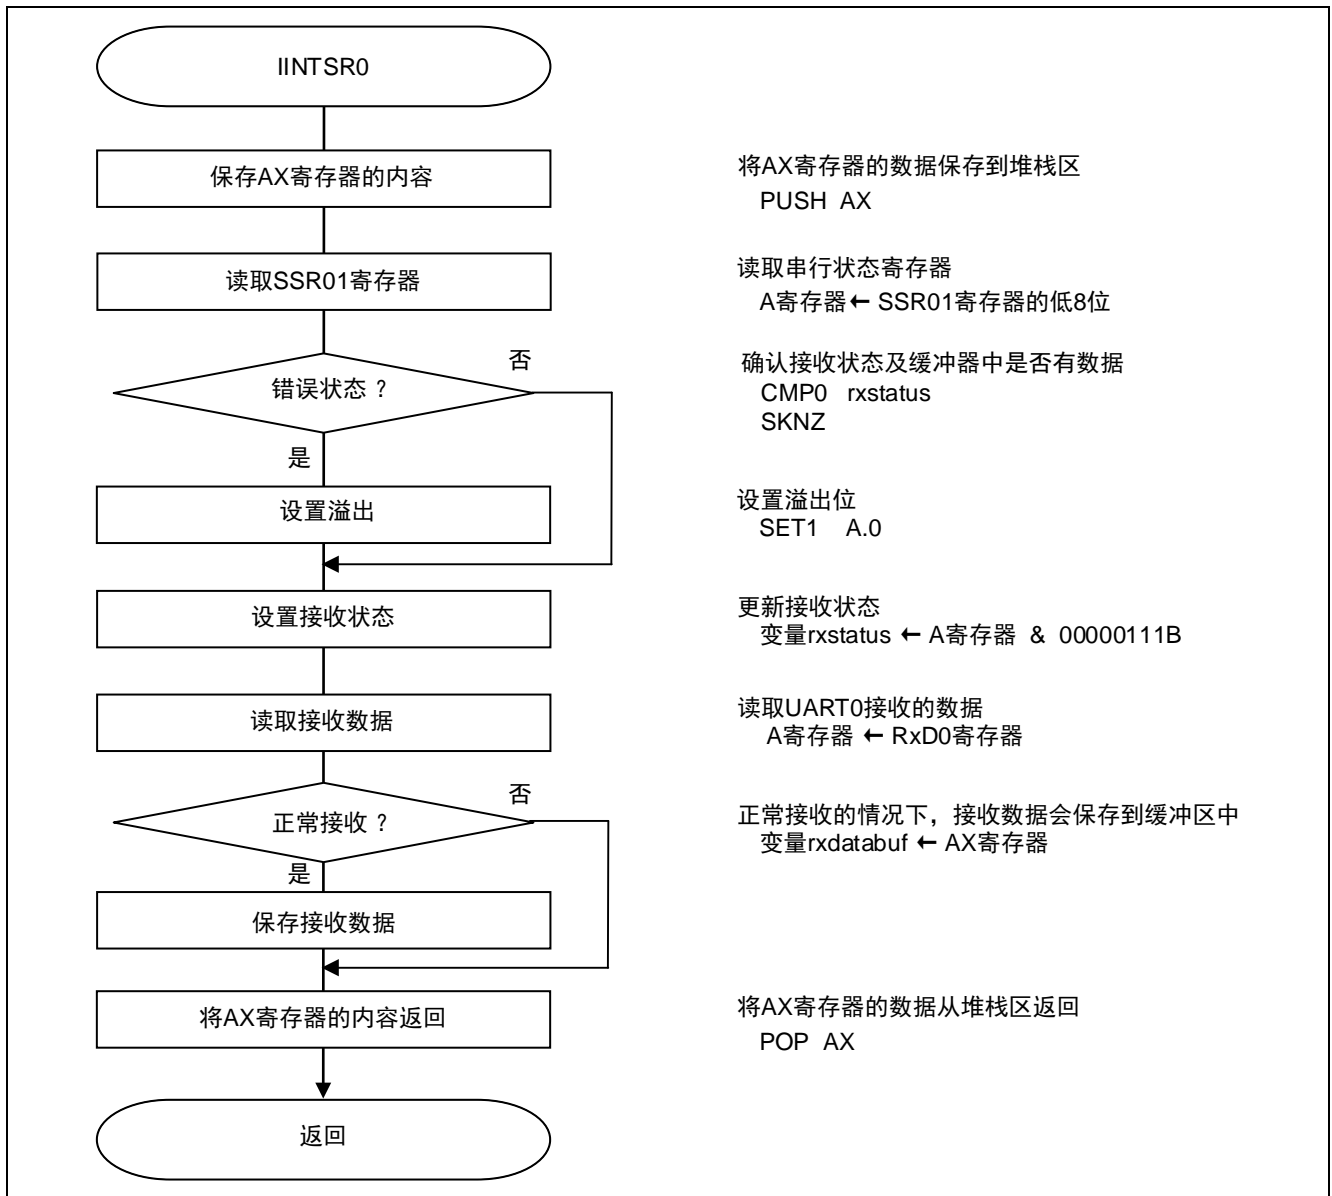 IINTSR0
保存AX寄存器的内容
将AX寄存器的数据保存到堆栈区
PUSH AX
读取SSR01寄存器
读取串行状态寄存器
A寄存器← SSR01寄存器的低8位
错误状态 ?
否
确认接收状态及缓冲器中是否有数据
CMP0 rxstatus
SKNZ
是
设置溢出
设置溢出位
SET1 A.0
设置接收状态
更新接收状态
变量rxstatus ← A寄存器 & 00000111B
读取接收数据
读取UART0接收的数据
A寄存器 ← RxD0寄存器
正常接收 ?
否
正常接收的情况下，接收数据会保存到缓冲区中
变量rxdatabuf ← AX寄存器
是
保存接收数据
将AX寄存器的内容返回
将AX寄存器的数据从堆栈区返回
POP AX
返回